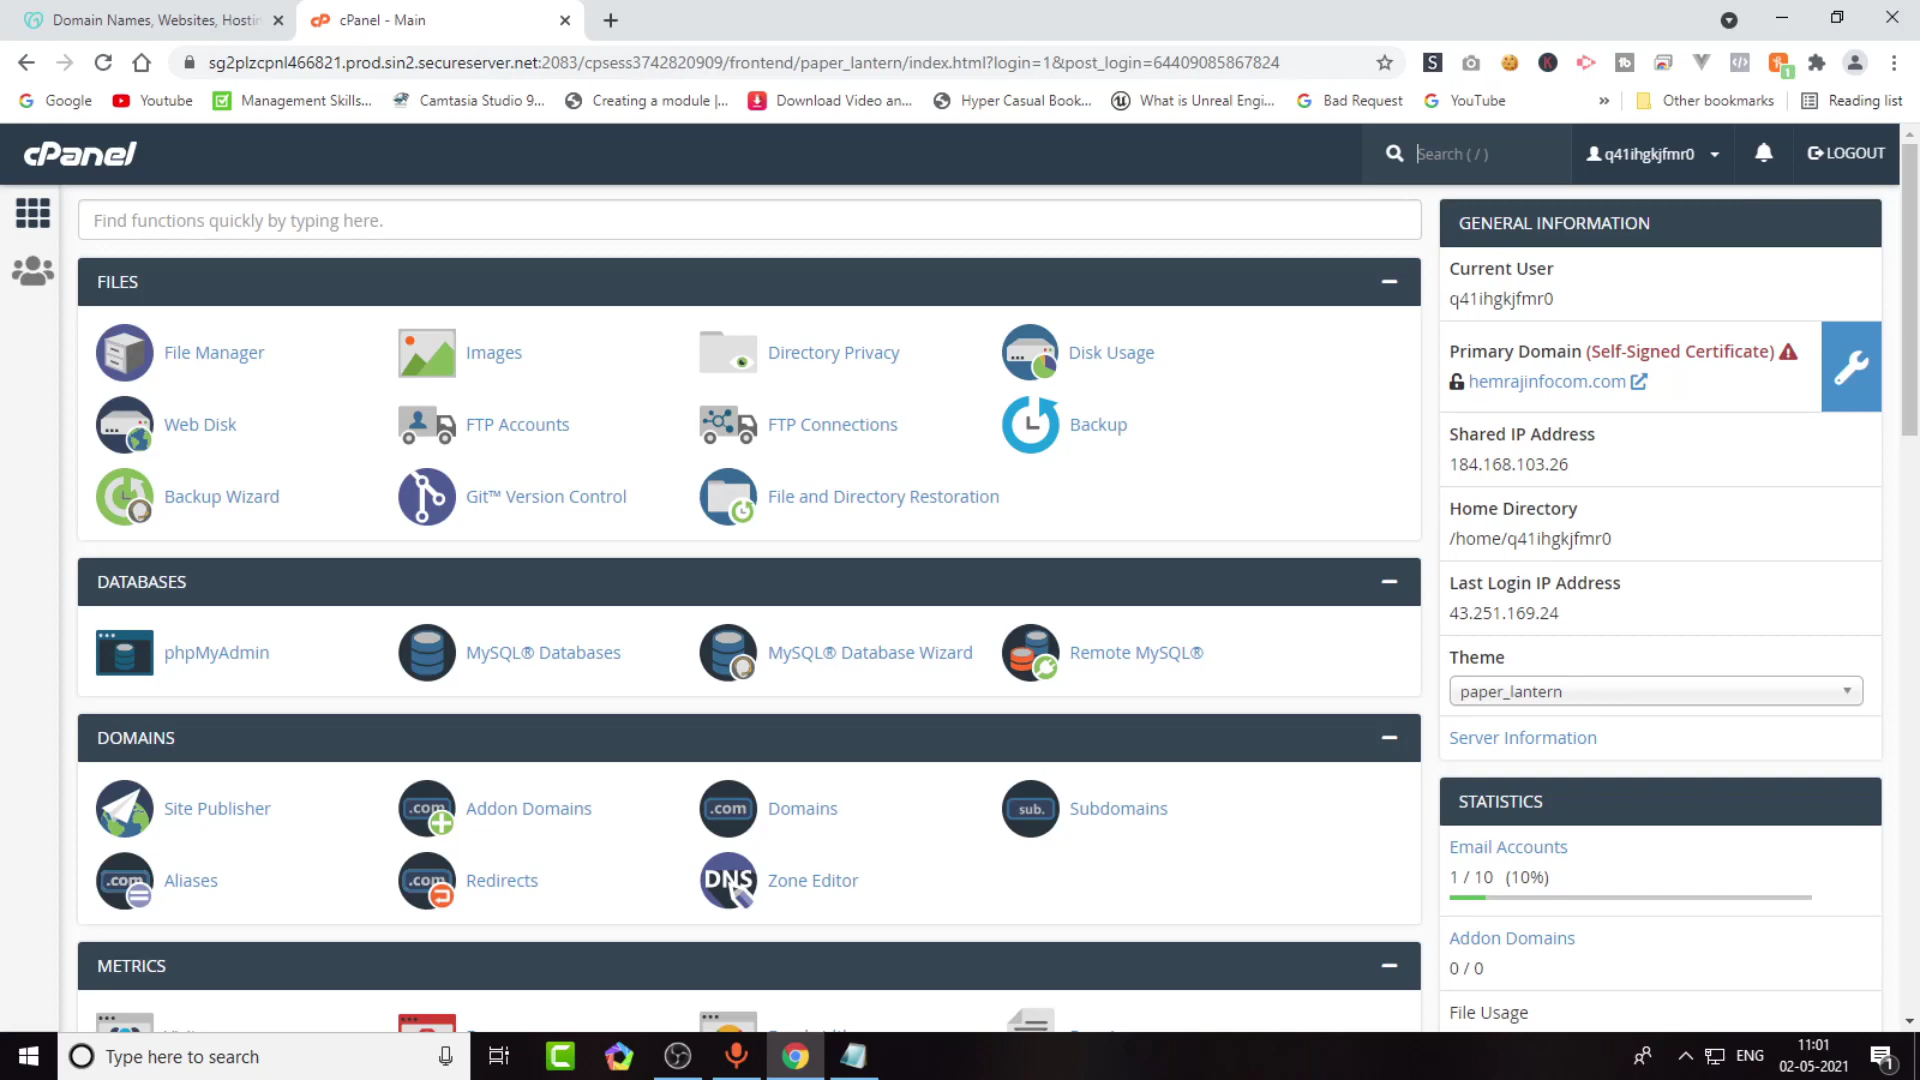 Domain Names, Websites, Hostin
cPanel - Main
sg2plzcpnl466821.prod.sin2.secureserver.net:2083/cpsess3742820909/frontend/paper_lantern/index.html?login=1&post_login=64409085867824
Google
Youtube
Management Skills...
Camtasia Studio 9...
Creating a module |...
Download Video an...
Hyper Casual Book...
What is Unreal Engi...
Bad Request
YouTube
»
Other bookmarks
Reading list
cPanel
Search ( / )
q41ihgkjfmr0
LOGOUT
Find functions quickly by typing here.
FILES
File Manager
Images
Directory Privacy
Disk Usage
Web Disk
FTP Accounts
FTP Connections
Backup
Backup Wizard
Git™ Version Control
File and Directory Restoration
DATABASES
phpMyAdmin
MySQL® Databases
MySQL® Database Wizard
Remote MySQL®
DOMAINS
Site Publisher
.com
Addon Domains
.com
Domains
sub.
Subdomains
.com
Aliases
.com
Redirects
DNS
Zone Editor
METRICS
GENERAL INFORMATION
Current User
q41ihgkjfmr0
Primary Domain (Self-Signed Certificate)
hemrajinfocom.com
Shared IP Address
184.168.103.26
Home Directory
/home/q41ihgkjfmr0
Last Login IP Address
43.251.169.24
Theme
paper_lantern
Server Information
STATISTICS
Email Accounts
1 / 10 (10%)
Addon Domains
0 / 0
File Usage
Type here to search
ENG
11:01
02-05-2021
1